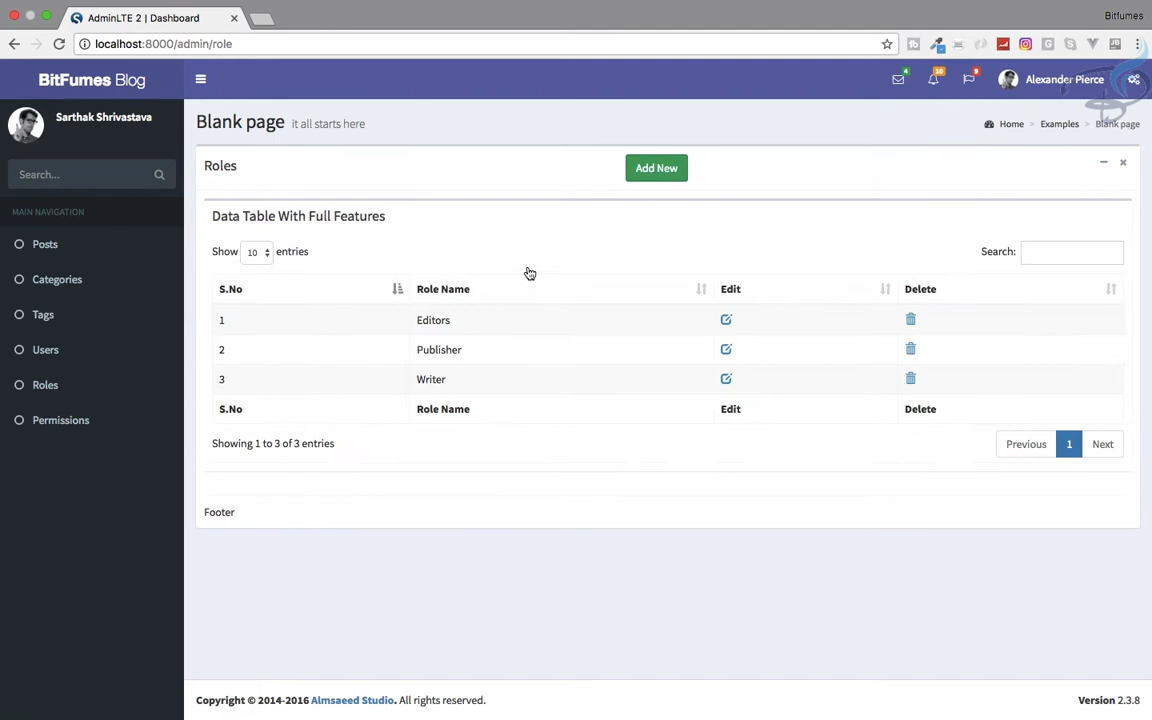 AdminLTE 2 | Dashboard
Bitfumes
localhost:8000/admin/role
BitFumes Blog
4
10
9
Alexander Pierce
Sarthak Shrivastava
Blank page it all starts here
Home > Examples > Blank page
Search...
Roles
Add New
MAIN NAVIGATION
Posts
Categories
Tags
Users
Roles
Permissions
Data Table With Full Features
Show 10 entries
Search:
S.No Role Name Edit Delete
1 Editors
2 Publisher
3 Writer
S.No Role Name Edit Delete
Showing 1 to 3 of 3 entries
Previous 1 Next
Footer
Copyright © 2014-2016 Almsaeed Studio. All rights reserved.
Version 2.3.8